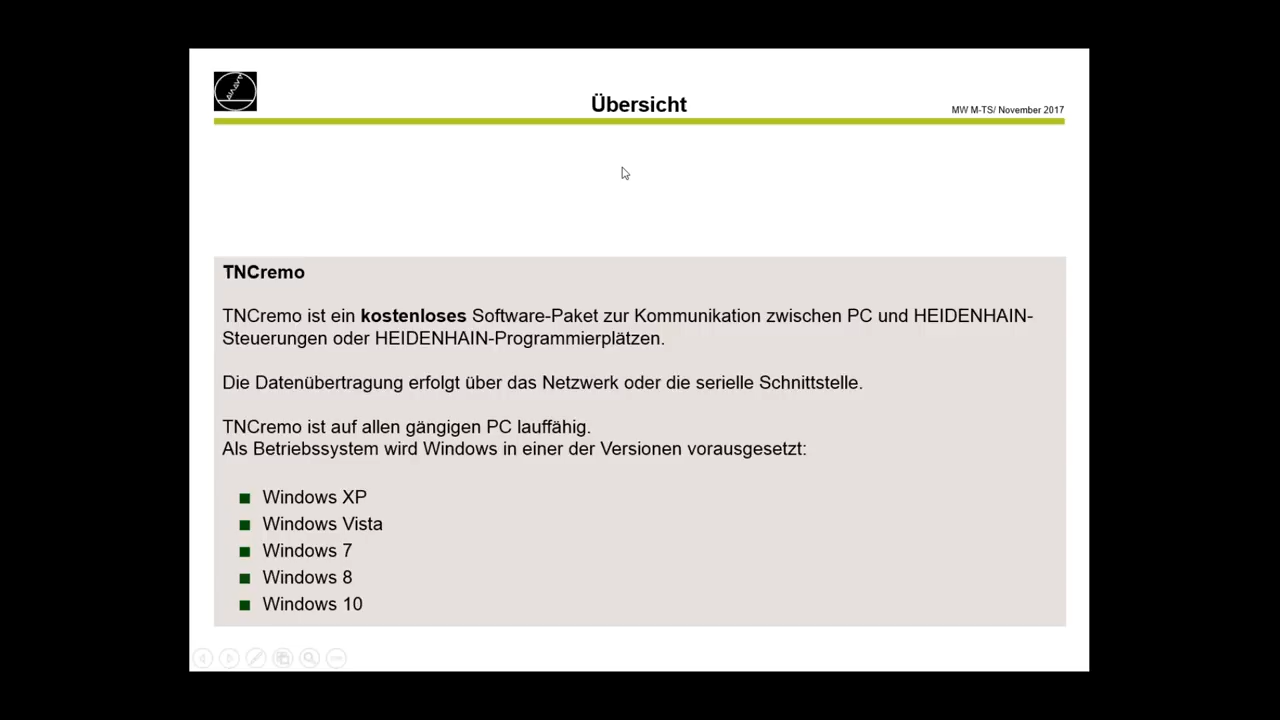 Übersicht
MW M-TS/ November 2017
TNCremo
TNCremo ist ein kostenloses Software-Paket zur Kommunikation zwischen PC und HEIDENHAIN-
Steuerungen oder HEIDENHAIN-Programmierplätzen.
Die Datenübertragung erfolgt über das Netzwerk oder die serielle Schnittstelle.
TNCremo ist auf allen gängigen PC lauffähig.
Als Betriebssystem wird Windows in einer der Versionen vorausgesetzt:
Windows XP
Windows Vista
Windows 7
Windows 8
Windows 10